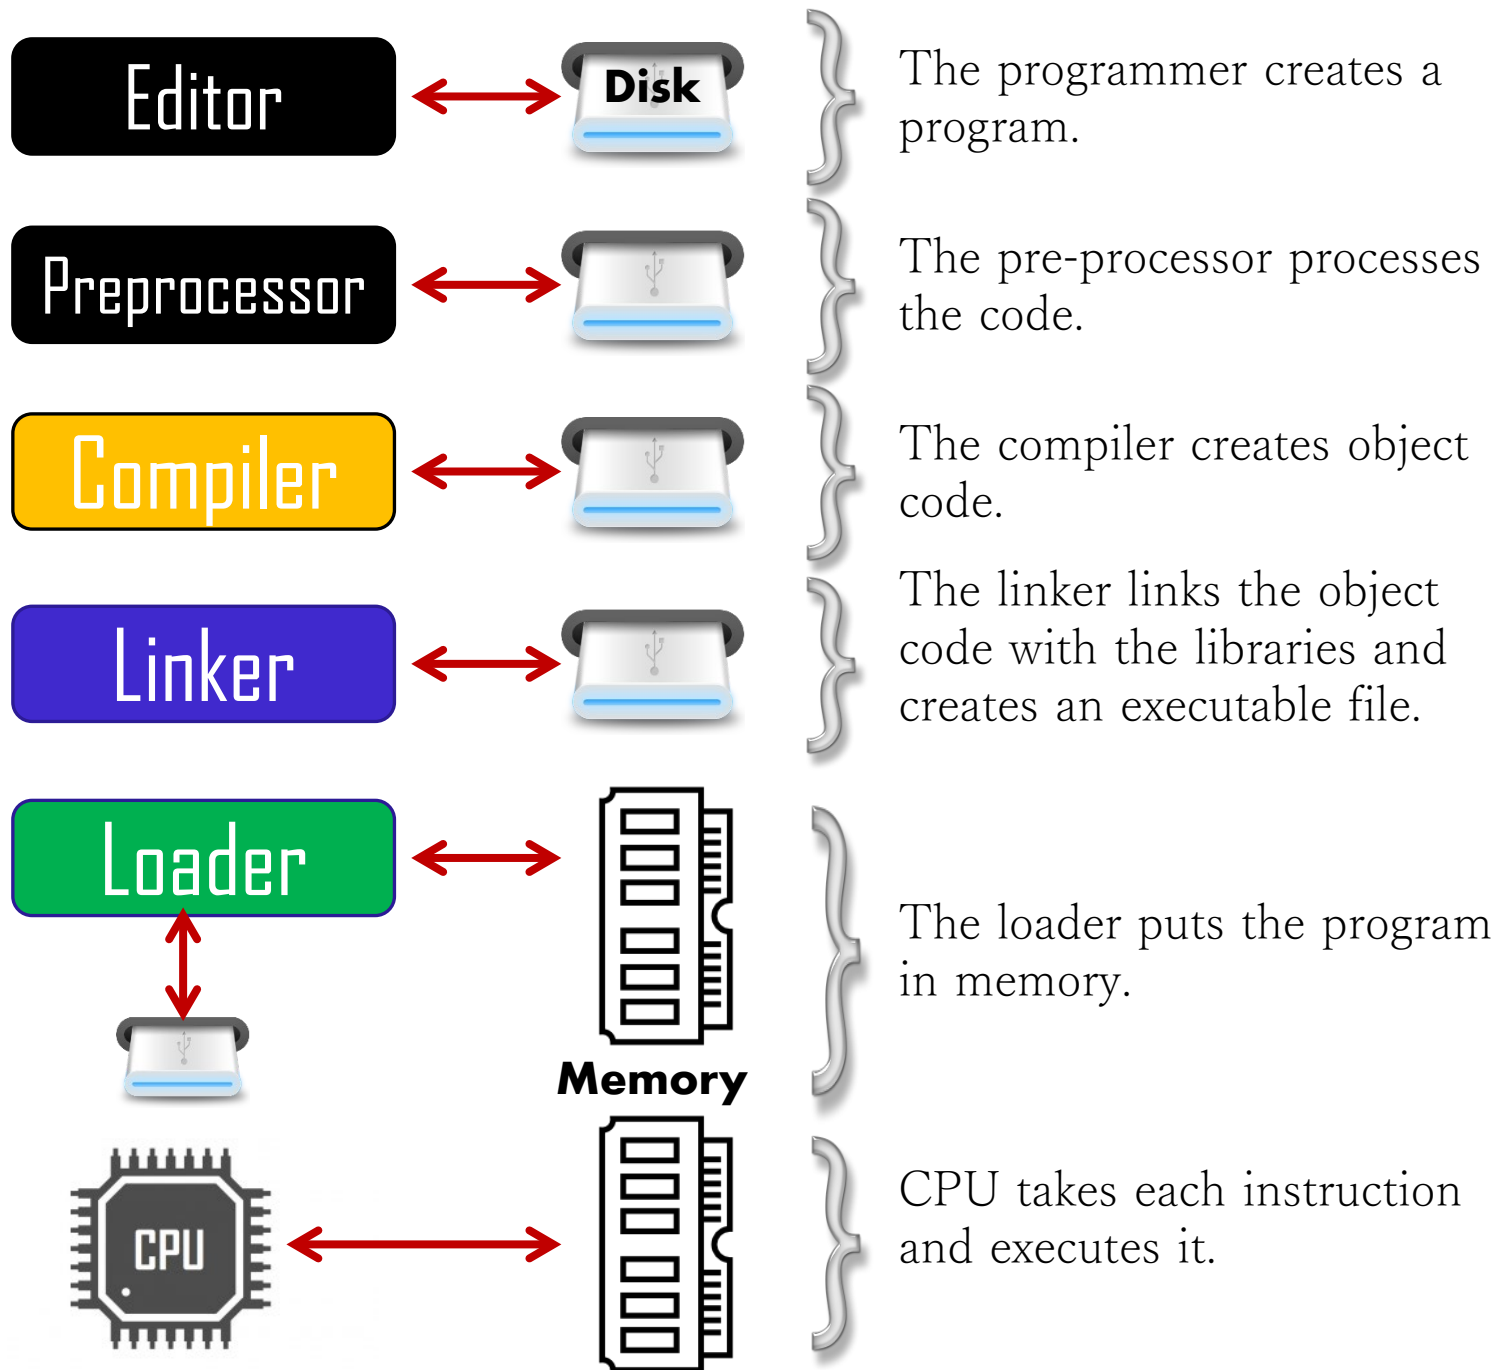 Editor
Disk
The programmer creates a
program.
Preprocessor
The pre-processor processes
the code.
Compiler
The compiler creates object
code.
Linker
The linker links the object
code with the libraries and
creates an executable file.
Loader
The loader puts the program
in memory.
Memory
CPU
CPU takes each instruction
and executes it.